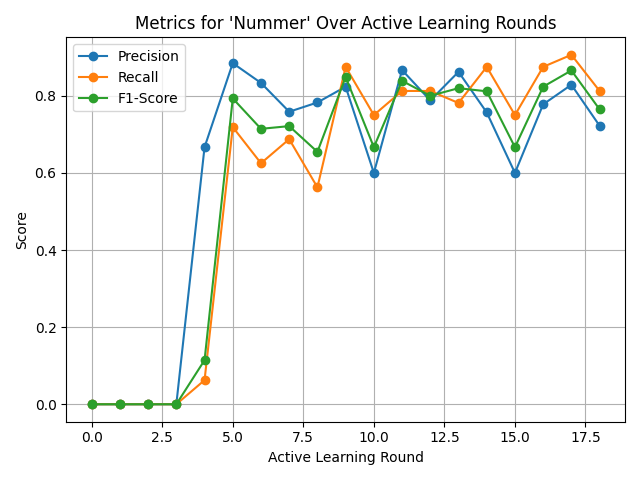 Metrics for 'Nummer' Over Active Learning Rounds
Precision
Recall
F1-Score
Score
0.8
0.6
0.4
0.2
0.0
0.0 2.5 5.0 7.5 10.0 12.5 15.0 17.5
Active Learning Round